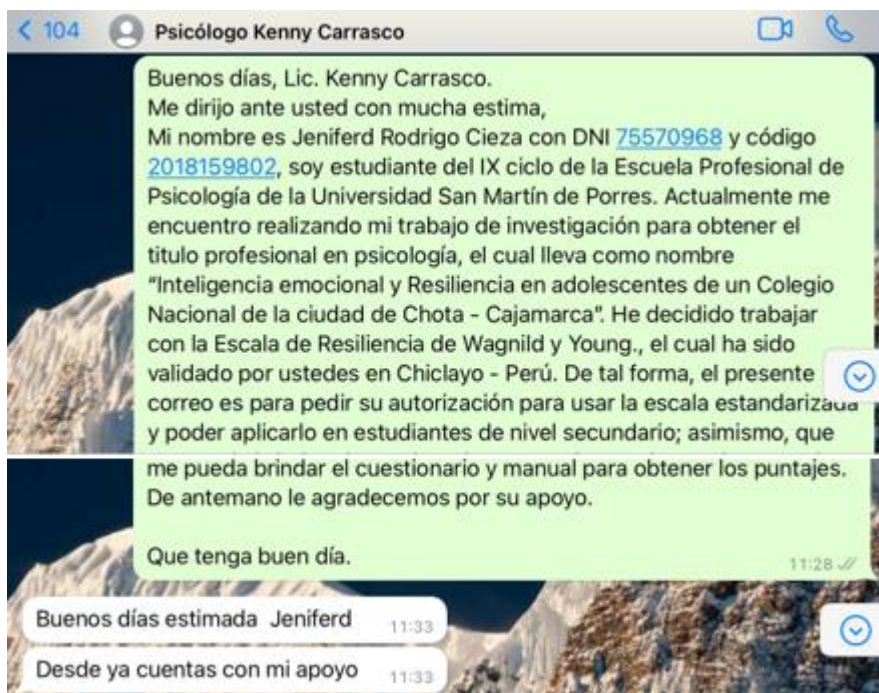 104
Psicólogo Kenny Carrasco
Buenos días, Lic. Kenny Carrasco.
Me dirijo ante usted con mucha estima,
Mi nombre es Jeniferd Rodrigo Cieza con DNI 75570968 y código
2018159802, soy estudiante del IX ciclo de la Escuela Profesional de
Psicología de la Universidad San Martín de Porres. Actualmente me
encuentro realizando mi trabajo de investigación para obtener el
titulo profesional en psicología, el cual lleva como nombre
"Inteligencia emocional y Resiliencia en adolescentes de un Colegio
Nacional de la ciudad de Chota - Cajamarca". He decidido trabajar
con la Escala de Resiliencia de Wagnild y Young., el cual ha sido
validado por ustedes en Chiclayo - Perú. De tal forma, el presente
correo es para pedir su autorización para usar la escala estandarizada
y poder aplicarlo en estudiantes de nivel secundario; asimismo, que
me pueda brindar el cuestionario y manual para obtener los puntajes.
De antemano le agradecemos por su apoyo.
Que tenga buen día.
11:28
Buenos días estimada Jeniferd 11:33
Desde ya cuentas con mi apoyo 11:33